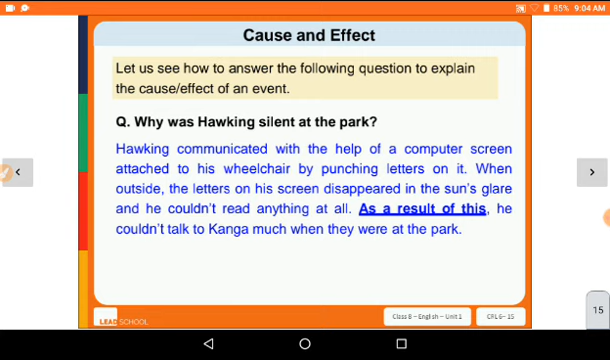 85% 9:04 AM
Cause and Effect
Let us see how to answer the following question to explain
the cause/effect of an event.
Q. Why was Hawking silent at the park?
Hawking communicated with the help of a computer screen
attached to his wheelchair by punching letters on it. When
outside, the letters on his screen disappeared in the sun's glare
and he couldn't read anything at all. As a result of this, he
couldn't talk to Kanga much when they were at the park.
15
LEAD SCHOOL
Class 8 – English – Unit 1
CRL 6– 15